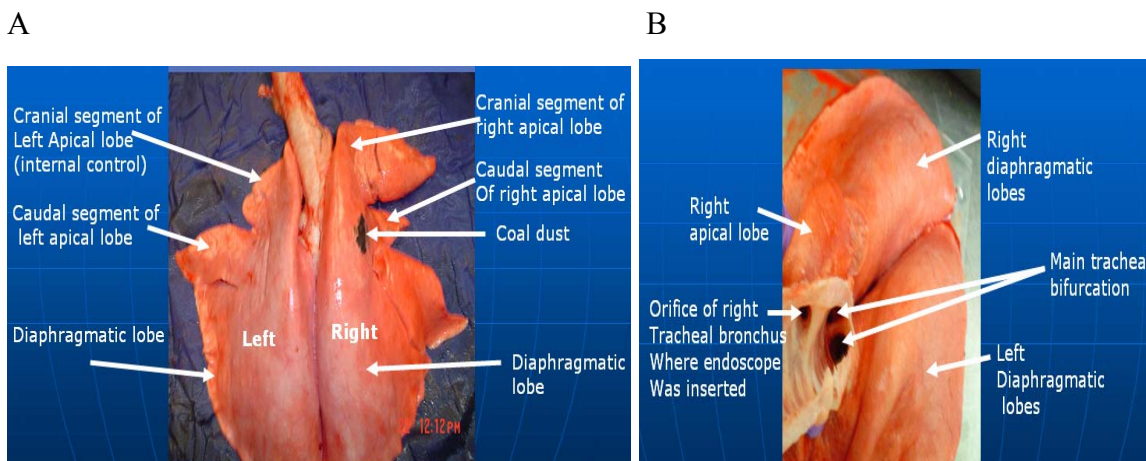 A
B
Cranial segment of
Left Apical lobe
(internal control)
Caudal segment of
left apical lobe
Diaphragmatic lobe
Left
Right
Cranial segment of
right apical lobe
Caudal segment
Of right apical lobe
Coal dust
Diaphragmatic
lobe
12:12PM
Right
apical lobe
Orifice of right
Tracheal bronchus
Where endoscope
Was inserted
Right
diaphragmatic
lobes
Main trachea
bifurcation
Left
Diaphragmatic
lobes